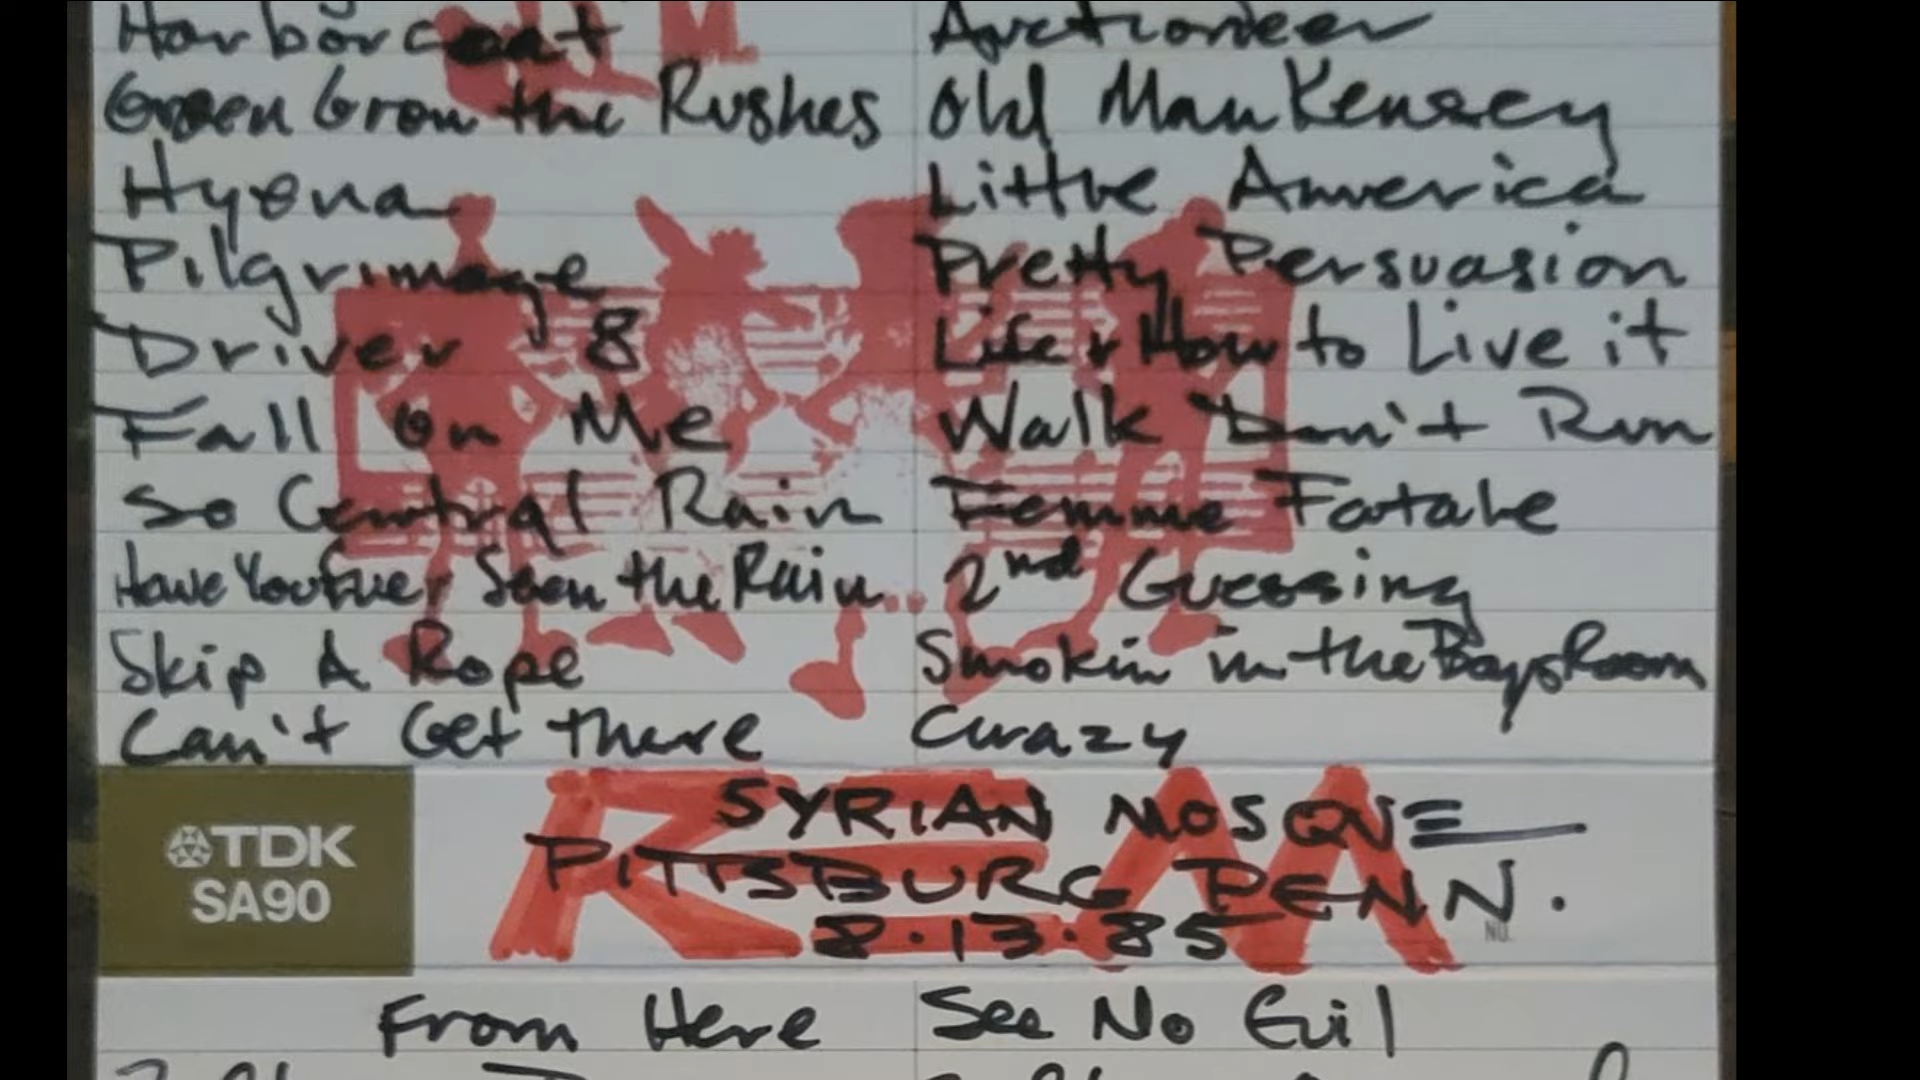 Harborcoat
Green Grow the Rushes
Hyena
Pilgrimage
Driver 8
Fall on Me
So Central Rain
Have You Ever Seen the Rain
Skip A Rope
Can't Get There
Auctioneer
Old Man Kensey
Little America
Pretty Persuasion
Life & How to Live it
Walk Don't Run
Femme Fatale
2nd Guessing
Smokin in the Boys Room
Crazy
TDK
SA90
REM
SYRIAN MOSQUE
PITTSBURG PENN.
8.13.85
NO.
From Here
See No Evil